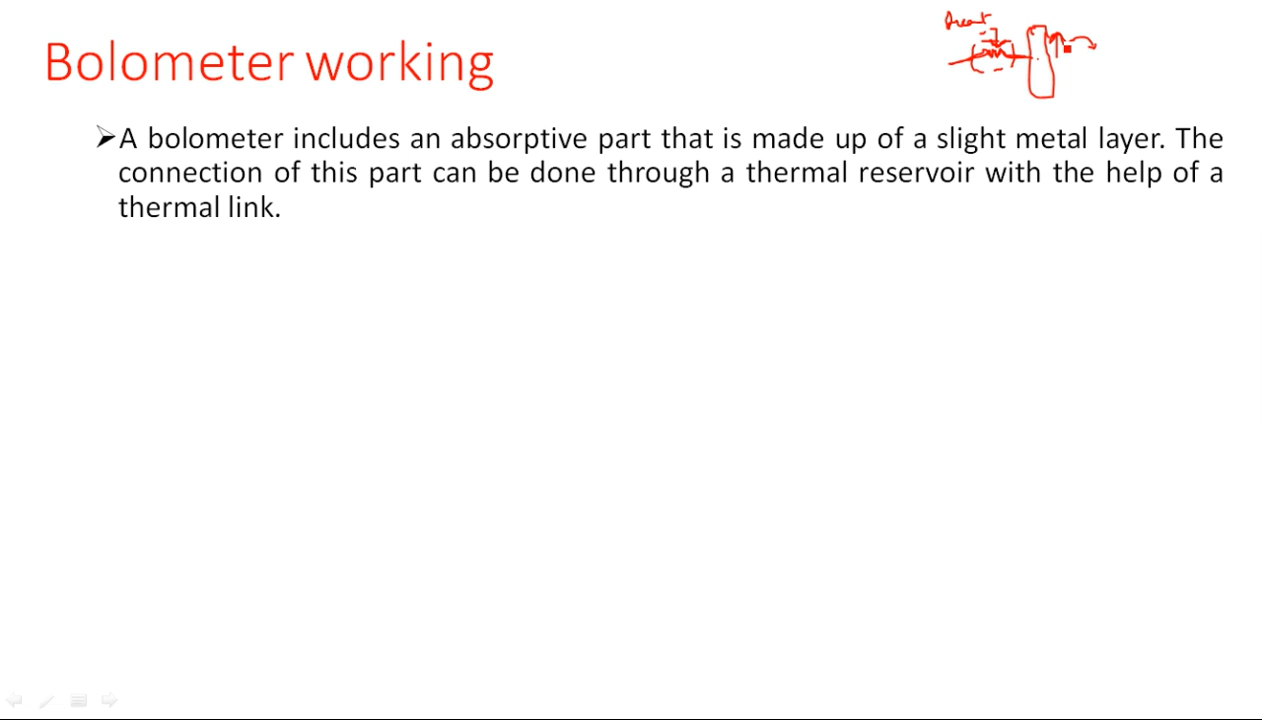 Bolometer working
➢A bolometer includes an absorptive part that is made up of a slight metal layer. The
connection of this part can be done through a thermal reservoir with the help of a
thermal link.